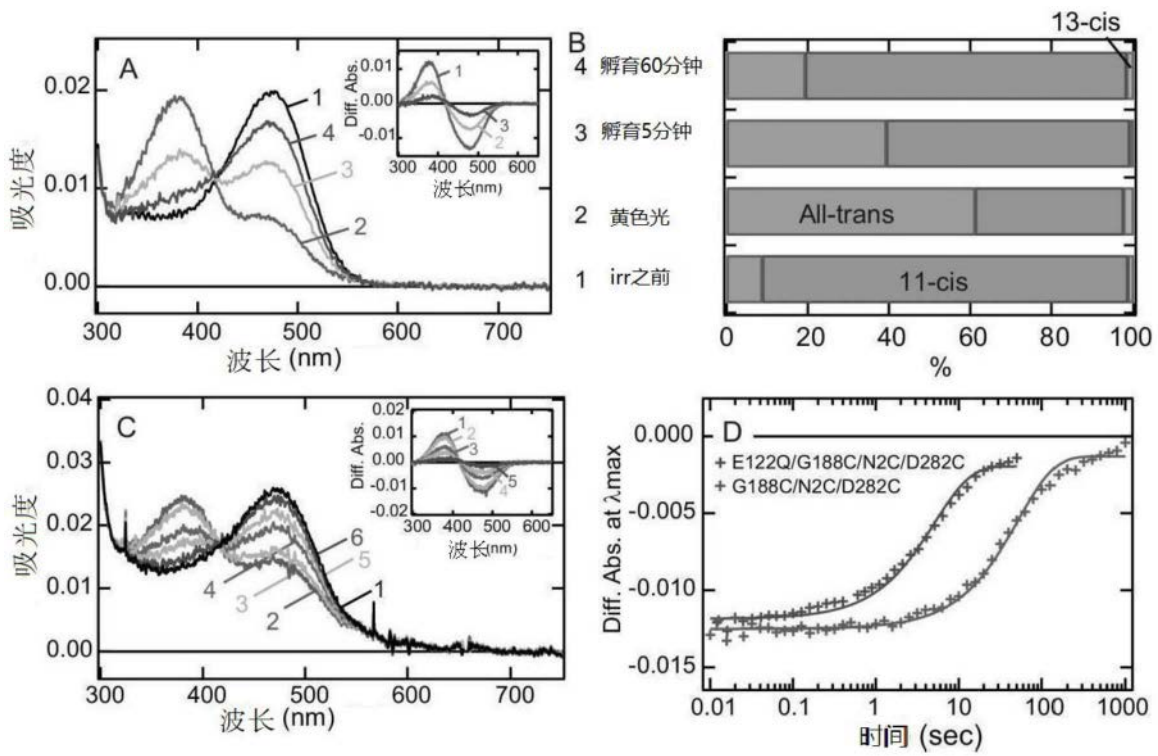 A
0.02
0.01
0.00
吸光度
1
4
3
2
300
400
500
600
700
波长 (nm)
Diff. Abs.
0.01
0.00
-0.01
1
3
2
300 400 500 600
波长(nm)
B
13-cis
4 孵育60分钟
3 孵育5分钟
2 黄色光
All-trans
1 irr之前
11-cis
0 20 40 60 80 100
%
C
0.04
0.03
0.02
0.01
0.00
吸光度
6
5
4
3
2
1
300
400
500
600
700
波长 (nm)
Diff. Abs.
0.02
0.01
0.00
-0.01
-0.02
1
2
3
5
4
300 400 500 600
波长(nm)
D
0.000
-0.005
-0.010
-0.015
Diff. Abs. at λmax
+ E122Q/G188C/N2C/D282C
+ G188C/N2C/D282C
0.01 0.1 1 10 100 1000
时间 (sec)